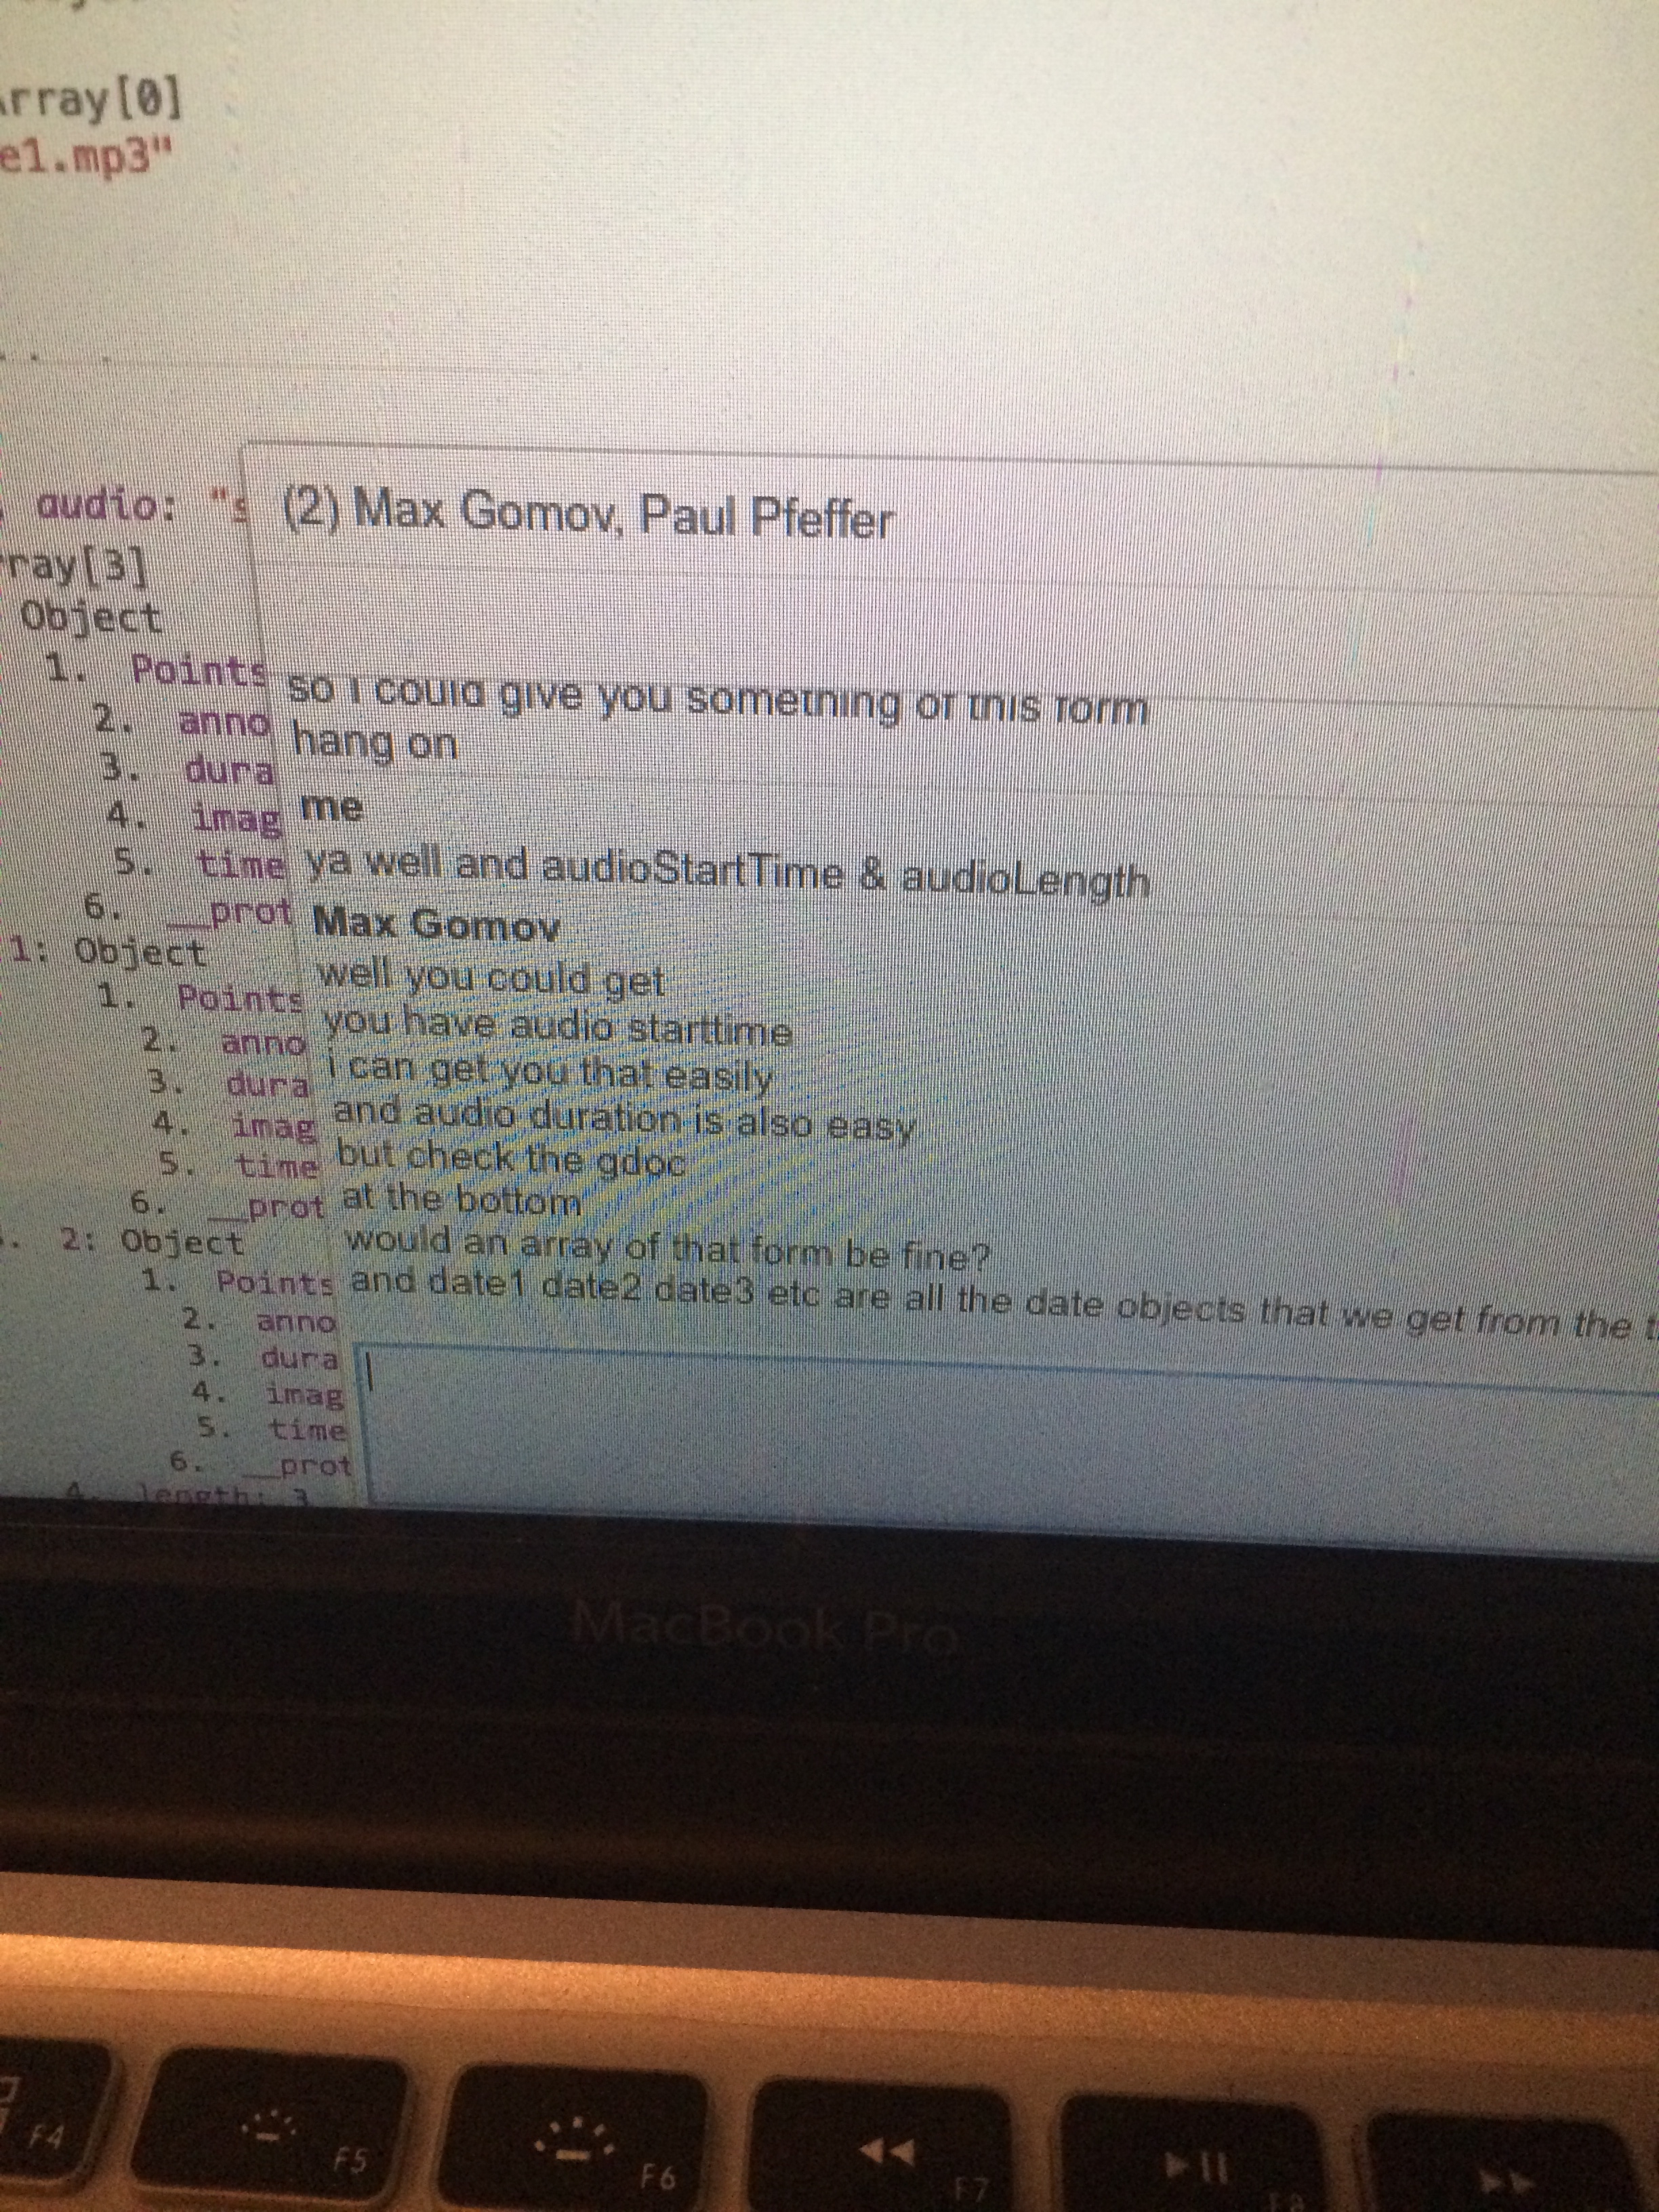 Array[0]
e1.mp3"
audio: "s
(2) Max Gomov, Paul Pfeffer
ray[3]
Object
1. Points
so i could give you something of this form
2. anno
hang on
3. dura
me
4. imag
5. time
ya well and audioStartTime & audioLength
6. __prot
Max Gomov
1: Object
well you could get
1. Points
you have audio starttime
2. anno
i can get you that easily
3. dura
and audio duration is also easy
4. imag
but check the gdoc
5. time
at the bottom
6. __prot
would an array of that form be fine?
2: Object
and date1 date2 date3 etc are all the date objects that we get from the
1. Points
2. anno
3. dura
4. imag
5. time
6. __prot
4. length: 3
MacBook Pro
F4
F5
F6
F7
F8